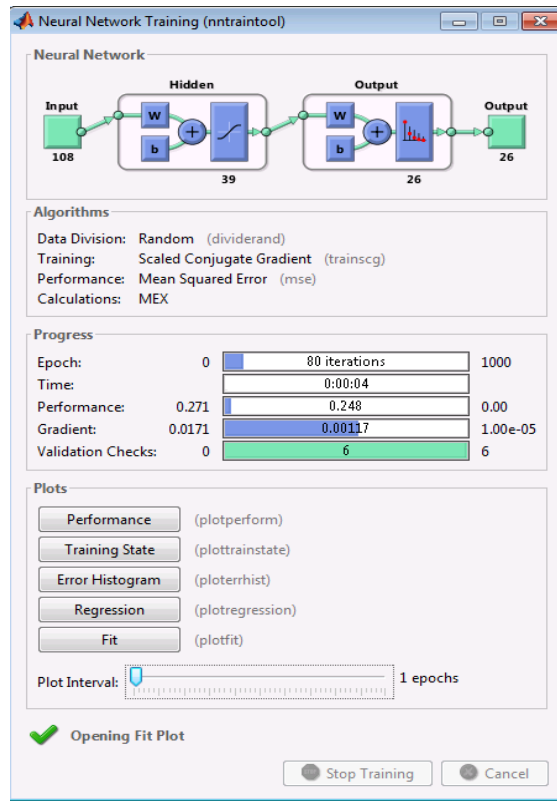 Neural Network Training (nntraintool)
Neural Network
Hidden Output
Input Output
W W
b b
108 39 26 26
Algorithms
Data Division: Random (dividerand)
Training: Scaled Conjugate Gradient (trainscg)
Performance: Mean Squared Error (mse)
Calculations: MEX
Progress
Epoch: 0 80 iterations 1000
Time: 0:00:04
Performance: 0.271 0.248 0.00
Gradient: 0.0171 0.00117 1.00e-05
Validation Checks: 0 6 6
Plots
Performance (plotperform)
Training State (plottrainstate)
Error Histogram (ploterrhist)
Regression (plotregression)
Fit (plotfit)
Plot Interval: 1 epochs
Opening Fit Plot
Stop Training Cancel